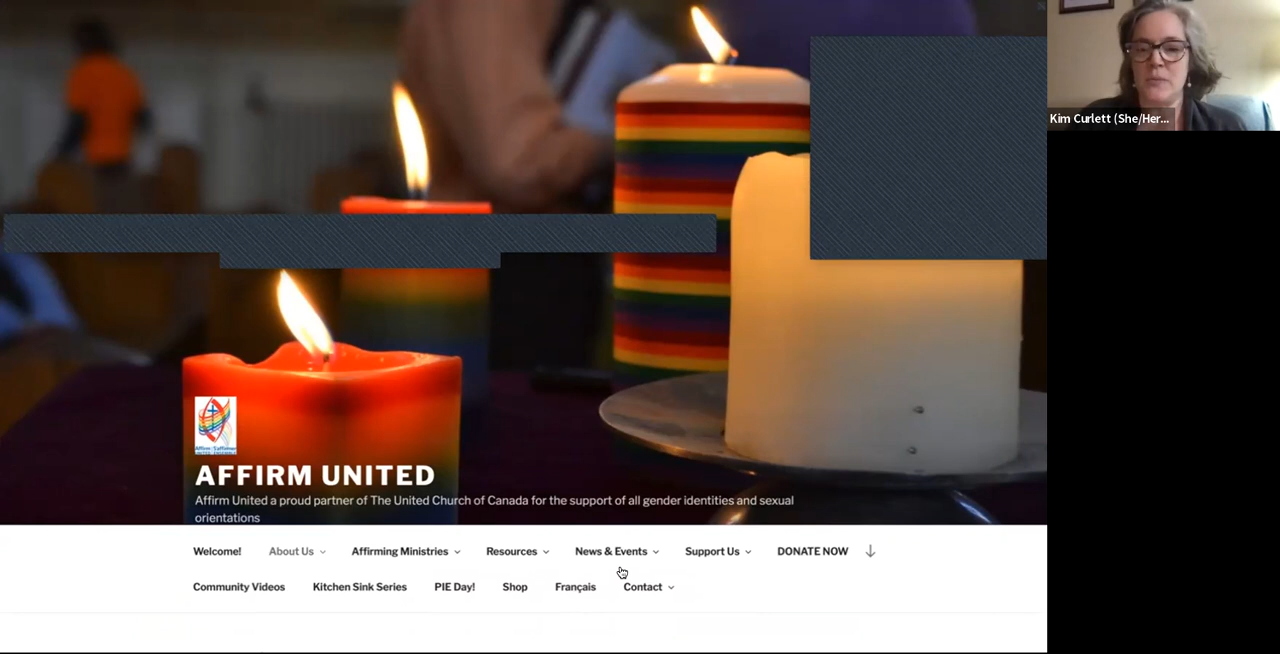 Kim Curlett (She/Her...
AFFIRM UNITED
Affirm United a proud partner of The United Church of Canada for the support of all gender identities and sexual
orientations
Welcome!
About Us
Affirming Ministries
Resources
News & Events
Support Us
DONATE NOW
Community Videos
Kitchen Sink Series
PIE Day!
Shop
Français
Contact